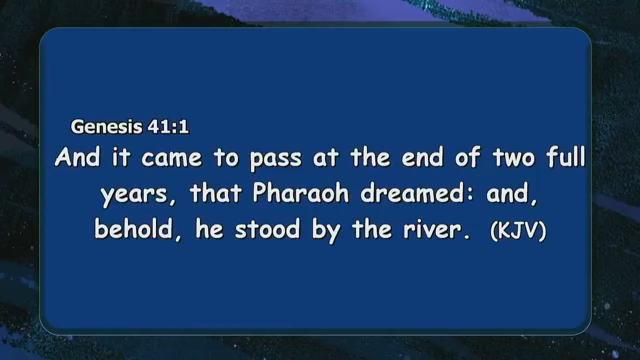 Genesis 41:1
And it came to pass at the end of two full
years, that Pharaoh dreamed: and,
behold, he stood by the river. (KJV)